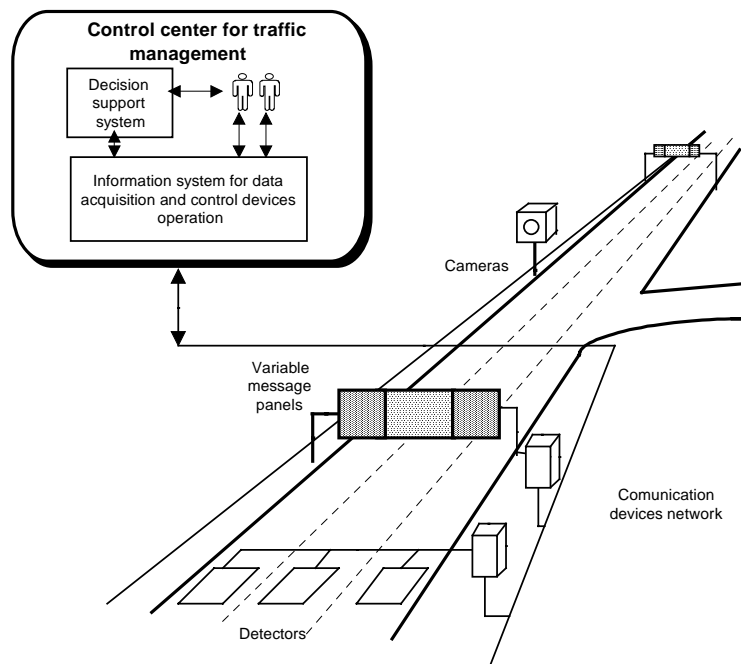 Control center for traffic
management
Decision
support
system
Information system for data
acquisition and control devices
operation
Cameras
Variable
message
panels
Comunication
devices network
Detectors